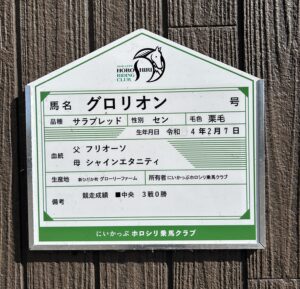 HOROSHIRI
RIDING
CLUB
馬名 グロリオン 号
品種 サラブレッド 性別 セン 毛色 栗毛
生年月日 令和 4年2月7日
血統 父 フリオーソ
母 シャインエタニティ
生産地 新ひだか町 グローリーファーム 所有者 にいかっぷホロシリ乗馬クラブ
備考 競走成績 ■中央 3戦0勝
にいかっぷ ホロシリ乗馬クラブ